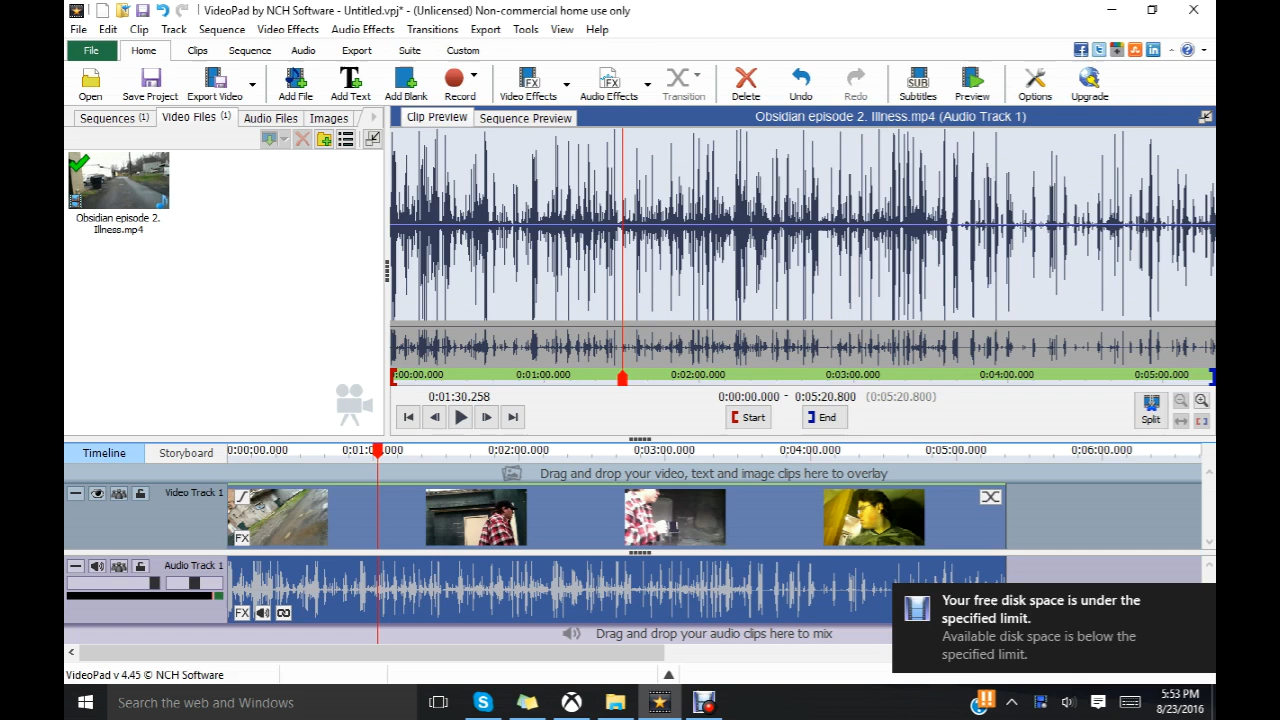 VideoPad by NCH Software - Untitled.vpj* - (Unlicensed) Non-commercial home use only
File Edit Clip Track Sequence Video Effects Audio Effects Transitions Export Tools View Help
File Home Clips Sequence Audio Export Suite Custom
Open Save Project Export Video Add File Add Text Add Blank Record Video Effects Audio Effects Transition Delete Undo Redo Subtitles Preview Options Upgrade
Sequences (1) Video Files (1) Audio Files Images
Clip Preview Sequence Preview Obsidian episode 2. Illness.mp4 (Audio Track 1)
Obsidian episode 2.
Illness.mp4
:00:00.000 0:01:00.000 0:02:00.000 0:03:00.000 0:04:00.000 0:05:00.000
0:01:30.258 0:00:00.000 - 0:05:20.800 (0:05:20.800)
Start End Split
Timeline Storyboard 0:00:00.000 0:01:0 .000 0:02:00.000 0:03:00.000 0:04:00.000 0:05:00.000 0:06:00.000
Drag and drop your video, text and image clips here to overlay
Video Track 1
FX
Audio Track 1
FX
Drag and drop your audio clips here to mix
Your free disk space is under the
specified limit.
Available disk space is below the
specified limit.
VideoPad v 4.45 © NCH Software
Search the web and Windows
5:53 PM
8/23/2016